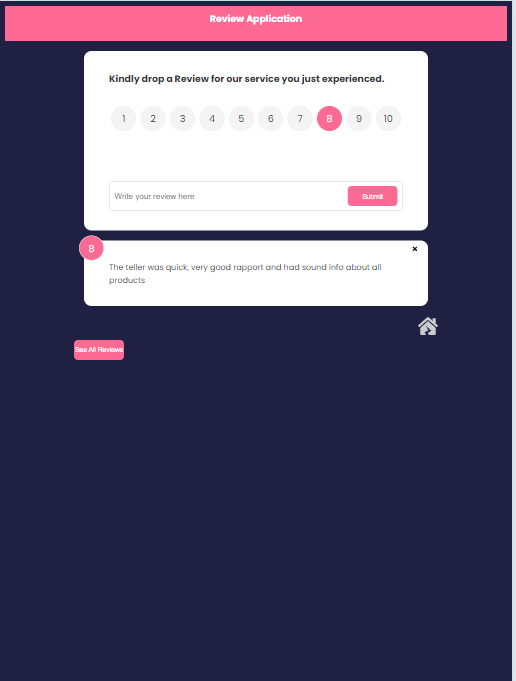 Review Application
Kindly drop a Review for our service you just experienced.
1 2 3 4 5 6 7 8 9 10
Write your review here
Submit
8
×
The teller was quick, very good rapport and had sound info about all
products
See All Reviews